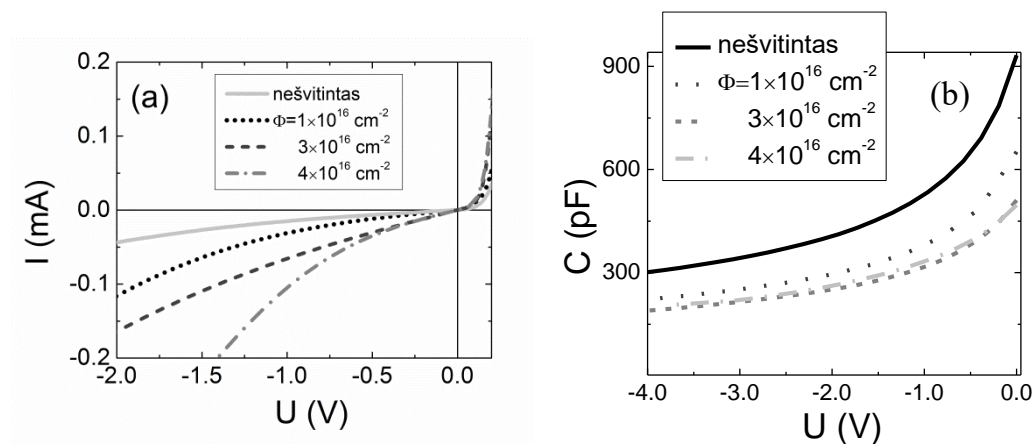 (a)
nešvitintas
Φ=1×10¹⁶ cm⁻²
3×10¹⁶ cm⁻²
4×10¹⁶ cm⁻²
I (mA)
0.2
0.1
0.0
-0.1
-0.2
-2.0 -1.5 -1.0 -0.5 0.0
U (V)
nešvitintas
Φ=1×10¹⁶ cm⁻²
3×10¹⁶ cm⁻²
4×10¹⁶ cm⁻²
(b)
C (pF)
900
600
300
-4.0 -3.0 -2.0 -1.0 0.0
U (V)